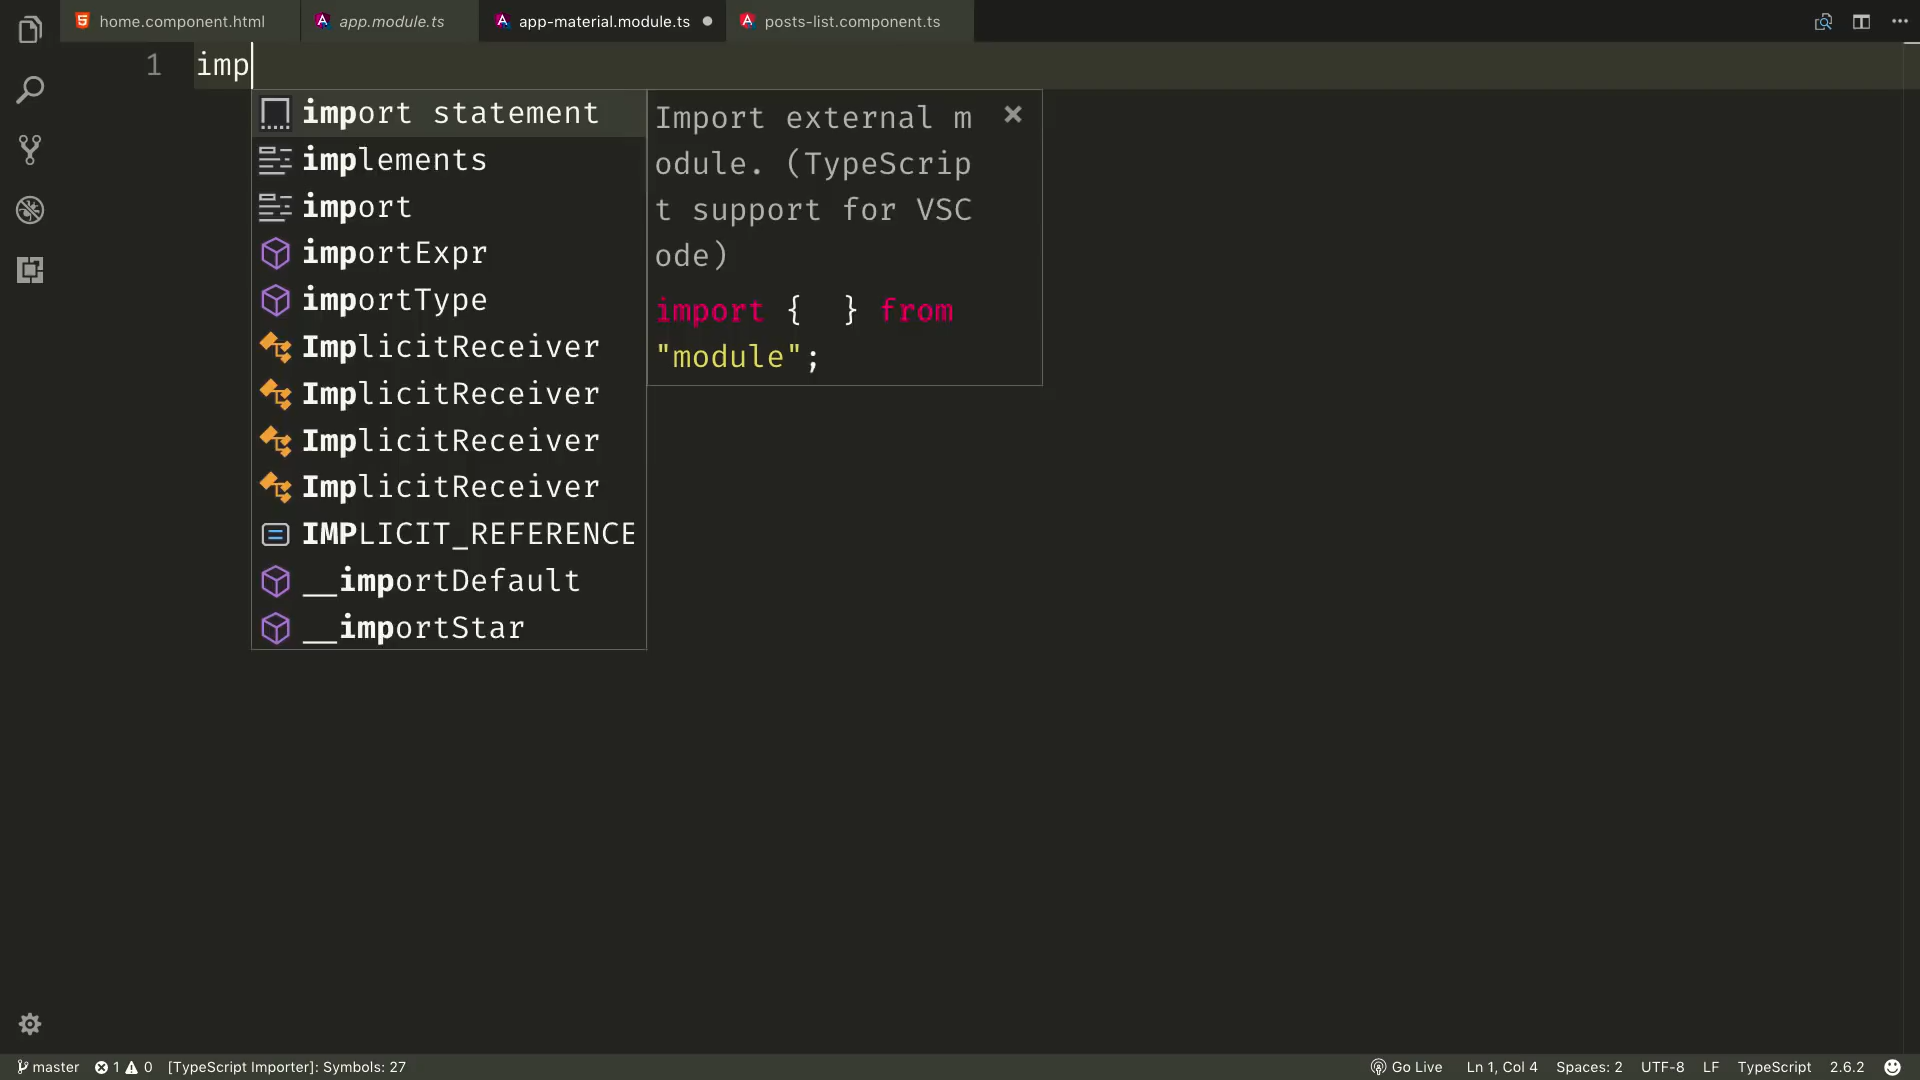 home.component.html
app.module.ts
app-material.module.ts
posts-list.component.ts
1
imp
import statement
implements
import
importExpr
importType
ImplicitReceiver
ImplicitReceiver
ImplicitReceiver
ImplicitReceiver
IMPLICIT_REFERENCE
__importDefault
__importStar
Import external m
odule. (TypeScrip
t support for VSC
ode)
import {  } from
"module";
master
1
0
[TypeScript Importer]: Symbols: 27
Go Live
Ln 1, Col 4
Spaces: 2
UTF-8
LF
TypeScript
2.6.2